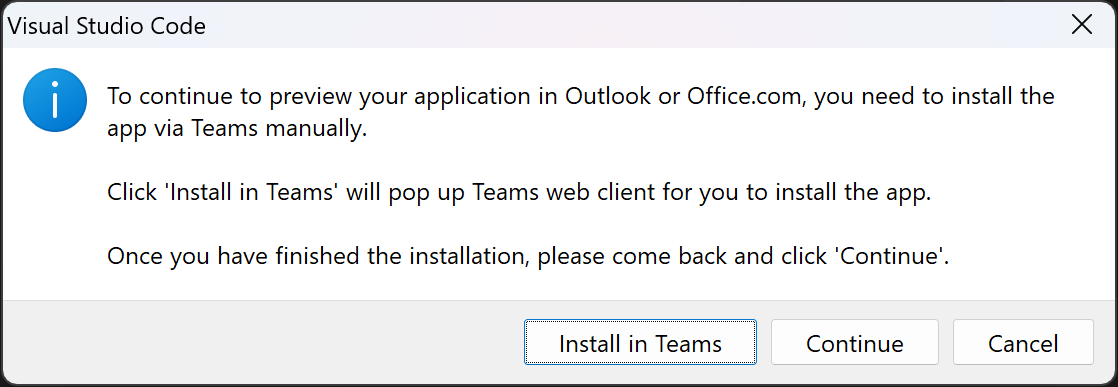 Visual Studio Code
To continue to preview your application in Outlook or Office.com, you need to install the
app via Teams manually.
Click 'Install in Teams' will pop up Teams web client for you to install the app.
Once you have finished the installation, please come back and click 'Continue'.
Install in Teams
Continue
Cancel